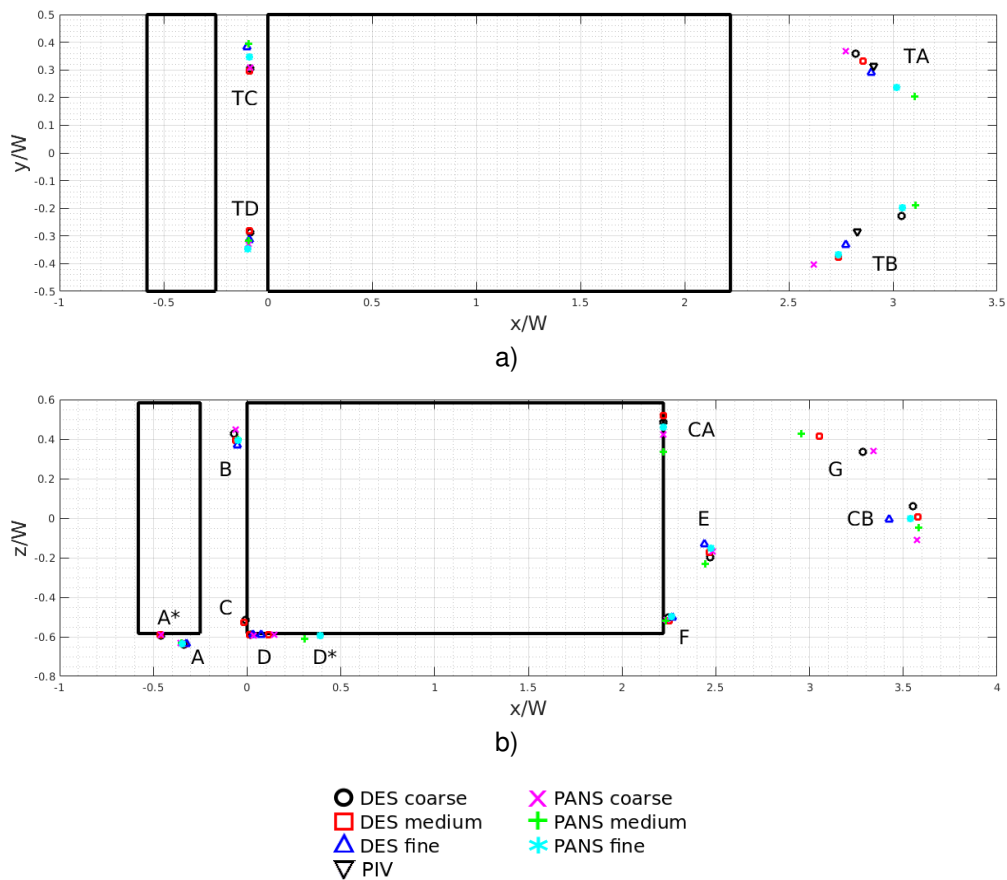 0.5
0.4
0.3
0.2
0.1
0
-0.1
-0.2
-0.3
-0.4
-0.5
y/W
TC
TD
TA
TB
-1
-0.5
0
0.5
1
1.5
2
2.5
3
3.5
x/W
a)
0.6
0.4
0.2
0
-0.2
-0.4
-0.6
-0.8
z/W
B
CA
G
E
CB
C
A*
A
D
D*
F
-1
-0.5
0
0.5
1
1.5
2
2.5
3
3.5
4
x/W
b)
DES coarse
PANS coarse
DES medium
PANS medium
DES fine
PANS fine
PIV